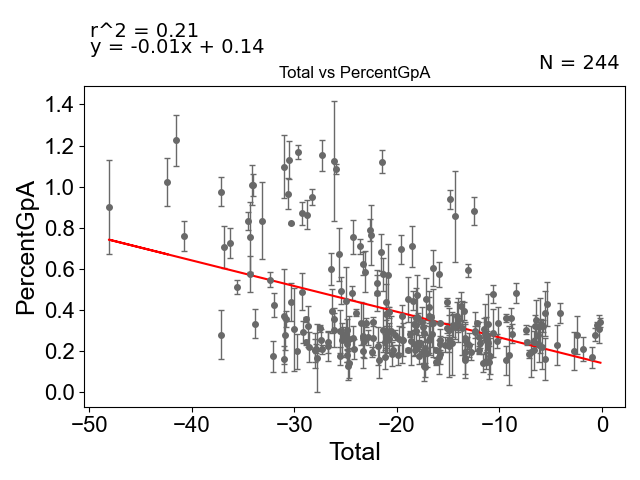 r^2 = 0.21
y = -0.01x + 0.14
N = 244
Total vs PercentGpA
PercentGpA
1.4
1.2
1.0
0.8
0.6
0.4
0.2
0.0
−50
−40
−30
−20
−10
0
Total